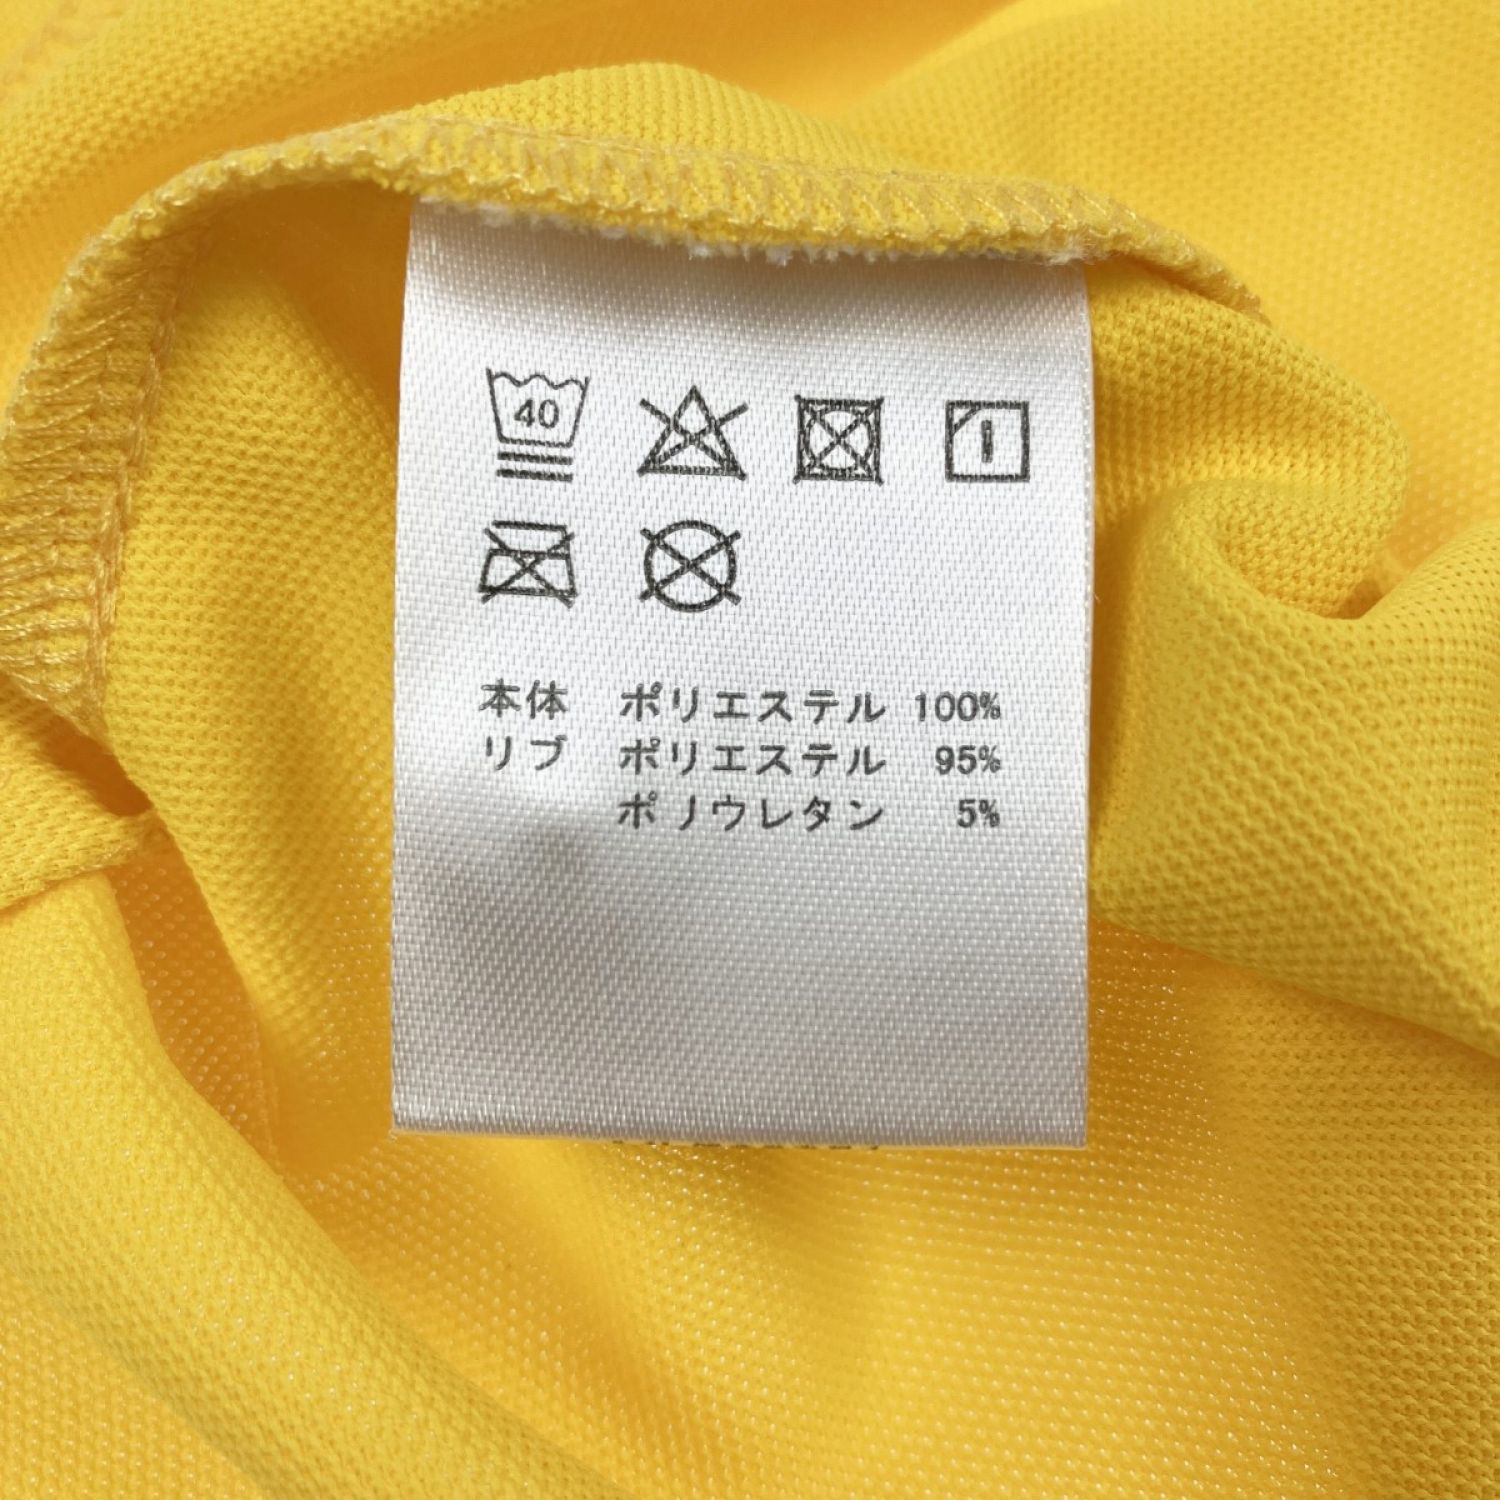 40
本体 ポリエステル 100%
リブ ポリエステル 95%
ポリウレタン 5%